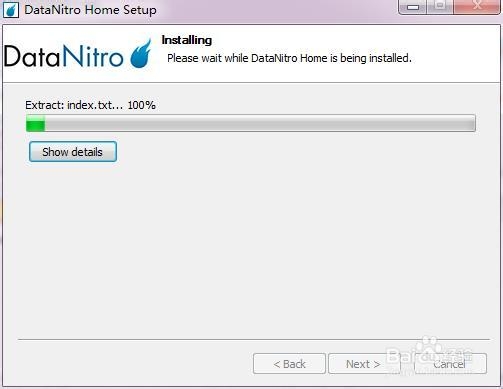 DataNitro Home Setup
DataNitro
Installing
Please wait while DataNitro Home is being installed.
Extract: index.txt... 100%
Show details
< Back
Next >
Cancel
Baidu 经验